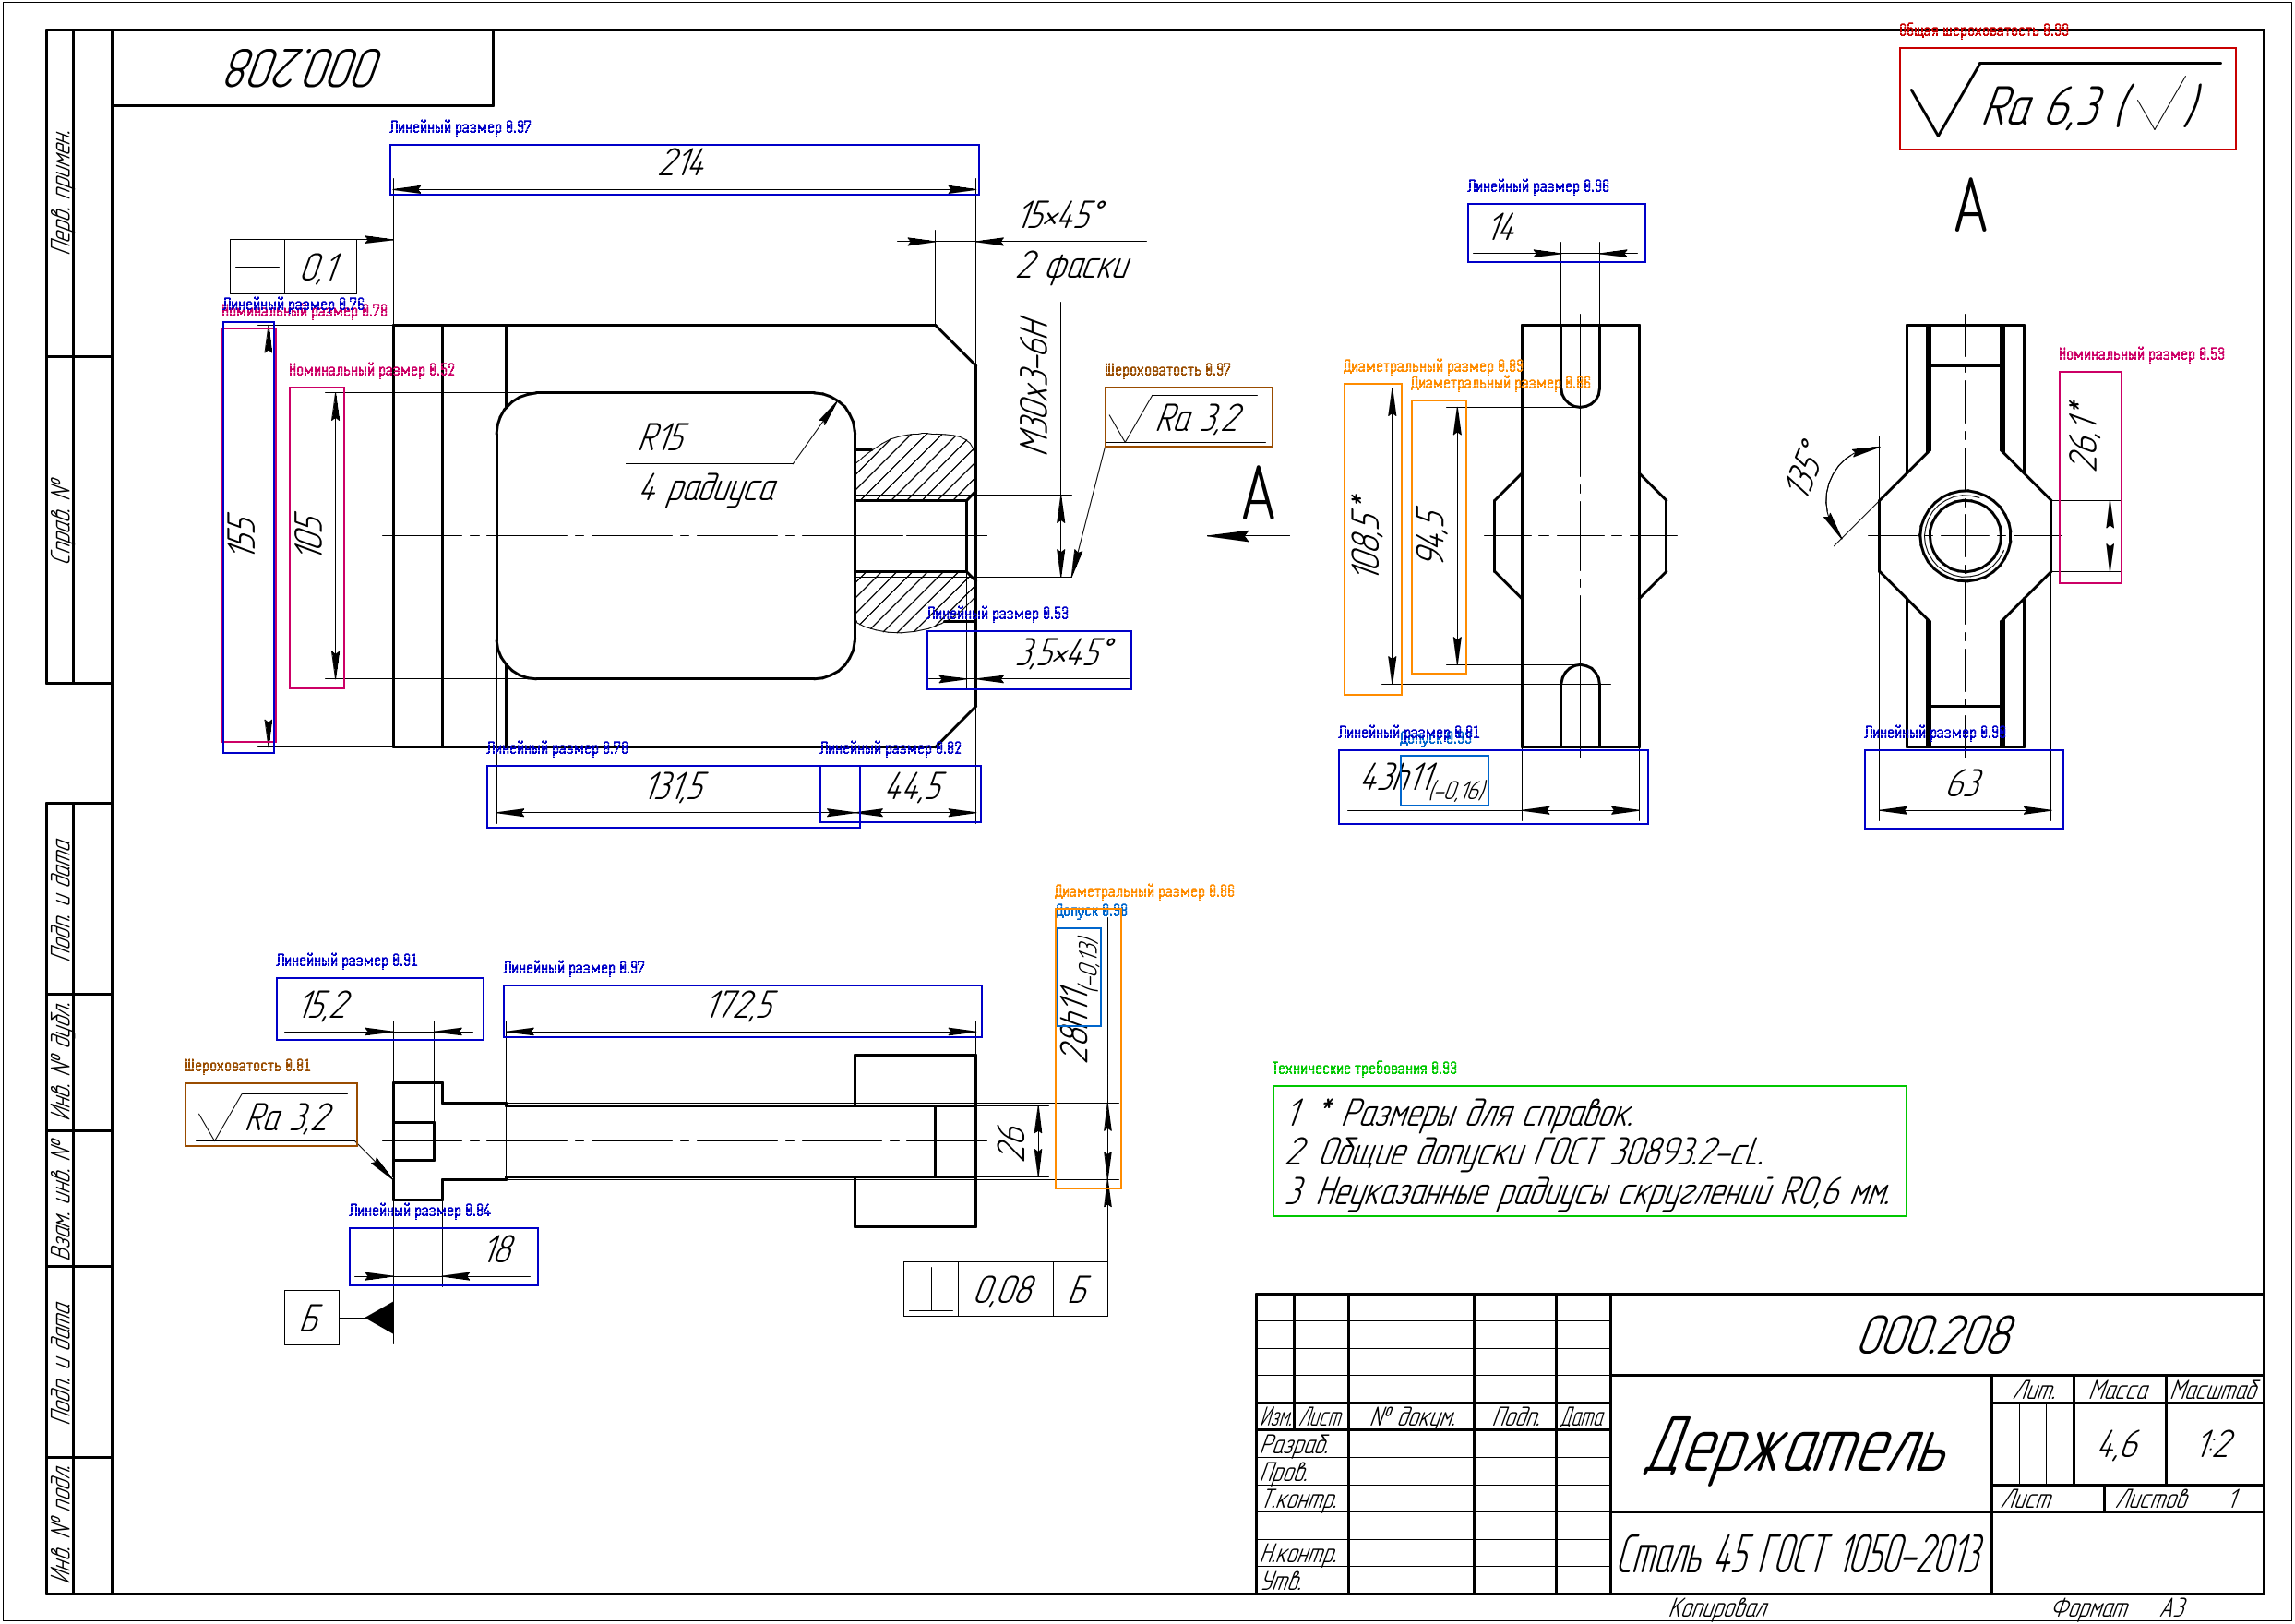 000.208
Общая шероховатость 0.89
√Ra 6,3 (√)
Линейный размер 0.97
214
15×45°
2 фаски
0,1
Линейный размер 0.76
Номинальный размер 0.78
155
Номинальный размер 0.52
105
R15
4 радиуса
М30х3-6Н
Шероховатость 0.97
Ra 3,2
А
Линейный размер 0.53
3,5×45°
Линейный размер 0.78
131,5
Линейный размер 0.82
44,5
Линейный размер 0.96
14
Диаметральный размер 0.89
108,5*
Диаметральный размер 0.86
94,5
Линейный размер 0.81
43h11(-0,16)
А
135°
Номинальный размер 0.53
26,1*
63
Линейный размер 0.91
15,2
Линейный размер 0.97
172,5
Диаметральный размер 0.86
Допуск 0.98
28h11(-0,13)
26
Шероховатость 0.81
Ra 3,2
Линейный размер 0.84
18
Б
0,08 Б
Технические требования 0.93
1 * Размеры для справок.
2 Общие допуски ГОСТ 30893.2-cL.
3 Неуказанные радиусы скруглений R0,6 мм.
Перв. примен.
Справ. №
Подп. и дата
Инв. № дубл.
Взам. инв. №
Подп. и дата
Инв. № подл.
000.208
Изм. Лист № докум. Подп. Дата
Разраб.
Пров.
Т.контр.
Н.контр.
Утв.
Держатель
Лит. Масса Масштаб
4,6 1:2
Лист Листов 1
Сталь 45 ГОСТ 1050-2013
Копировал Формат А3